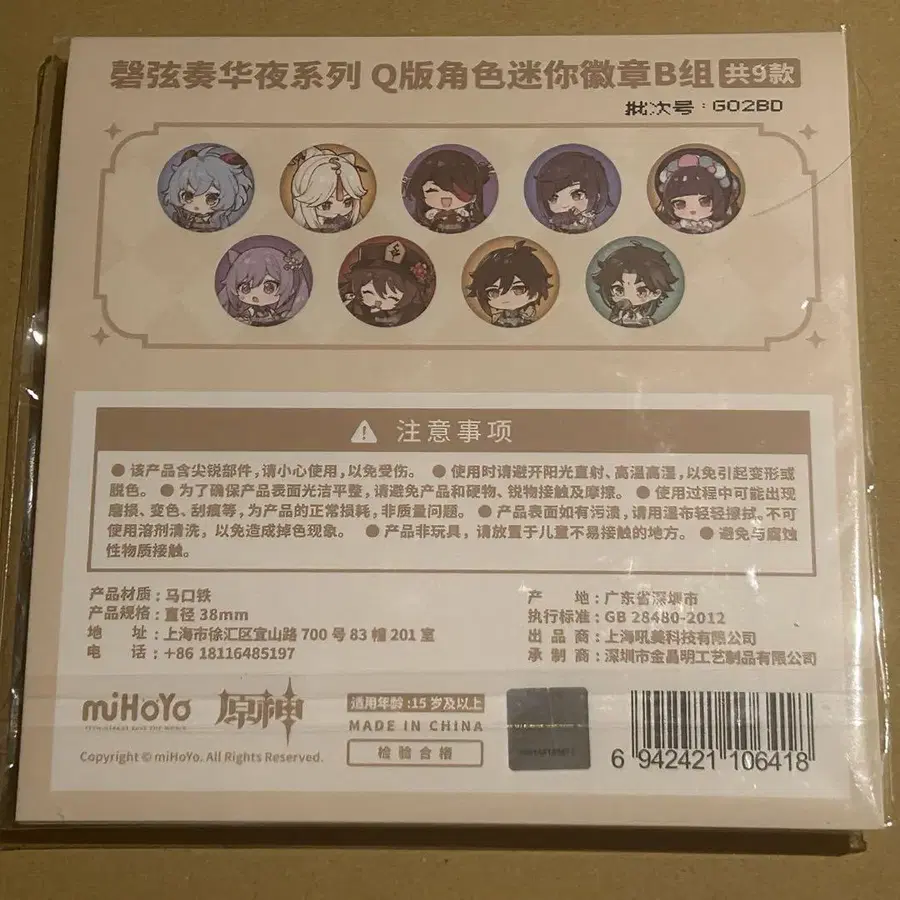 磬弦奏华夜系列 Q版角色迷你徽章B组 共9款
批次号：G02BD
注意事项
● 该产品含尖锐部件，请小心使用，以免受伤。 ● 使用时请避开阳光直射、高温高湿，以免引起变形或
脱色。 ● 为了确保产品表面光洁平整，请避免产品和硬物、锐物接触及摩擦。 ● 使用过程中可能出现
磨损、变色、刮痕等，为产品的正常损耗，非质量问题。 ● 产品表面如有污渍，请用湿布轻轻擦拭。不可
使用溶剂清洗，以免造成掉色现象。 ● 产品非玩具，请放置于儿童不易接触的地方。 ● 避免与腐蚀
性物质接触。
产品材质：马口铁
产品规格：直径 38mm
地 址：上海市徐汇区宜山路 700 号 83 幢 201 室
电 话：+86 18116485197
产 地：广东省深圳市
执行标准：GB 28480-2012
出 品 商：上海吼美科技有限公司
承 制 商：深圳市金昌明工艺制品有限公司
miHoYo
TECH OTAKUS SAVE THE WORLD
原神
Copyright © miHoYo. All Rights Reserved.
适用年龄：15 岁及以上
MADE IN CHINA
检验合格
6 942421 106418